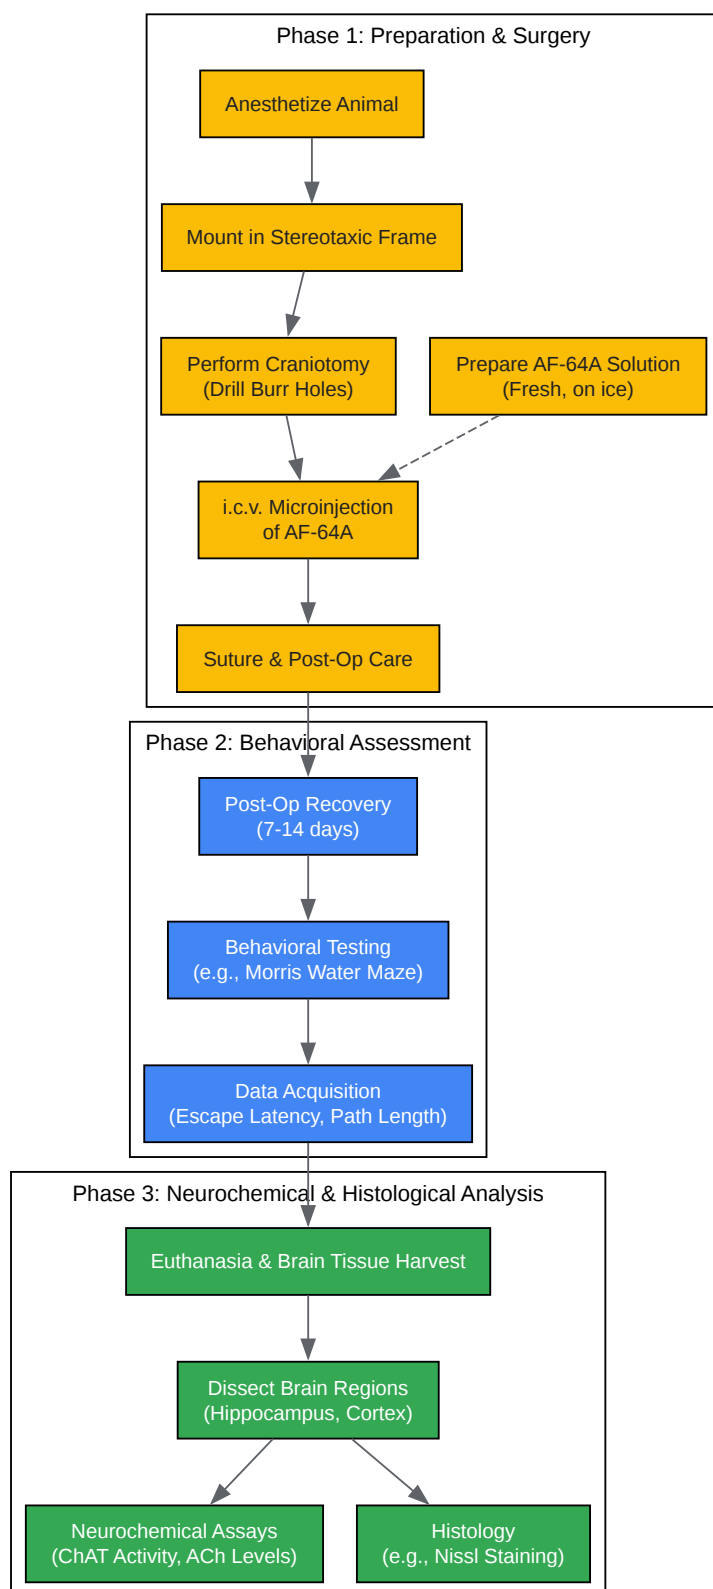 Phase 1: Preparation & Surgery
Anesthetize Animal
Mount in Stereotaxic Frame
Perform Craniotomy
(Drill Burr Holes)
Prepare AF-64A Solution
(Fresh, on ice)
i.c.v. Microinjection
of AF-64A
Suture & Post-Op Care
Phase 2: Behavioral Assessment
Post-Op Recovery
(7-14 days)
Behavioral Testing
(e.g., Morris Water Maze)
Data Acquisition
(Escape Latency, Path Length)
Phase 3: Neurochemical & Histological Analysis
Euthanasia & Brain Tissue Harvest
Dissect Brain Regions
(Hippocampus, Cortex)
Neurochemical Assays
(ChAT Activity, ACh Levels)
Histology
(e.g., Nissl Staining)